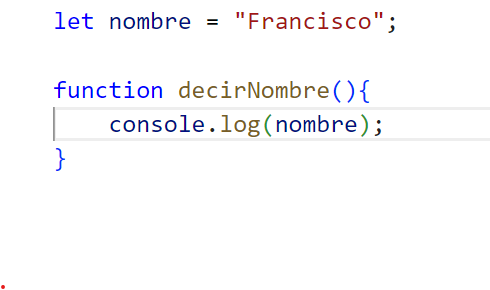 let nombre = "Francisco";
function decirNombre(){
    console.log(nombre);
}